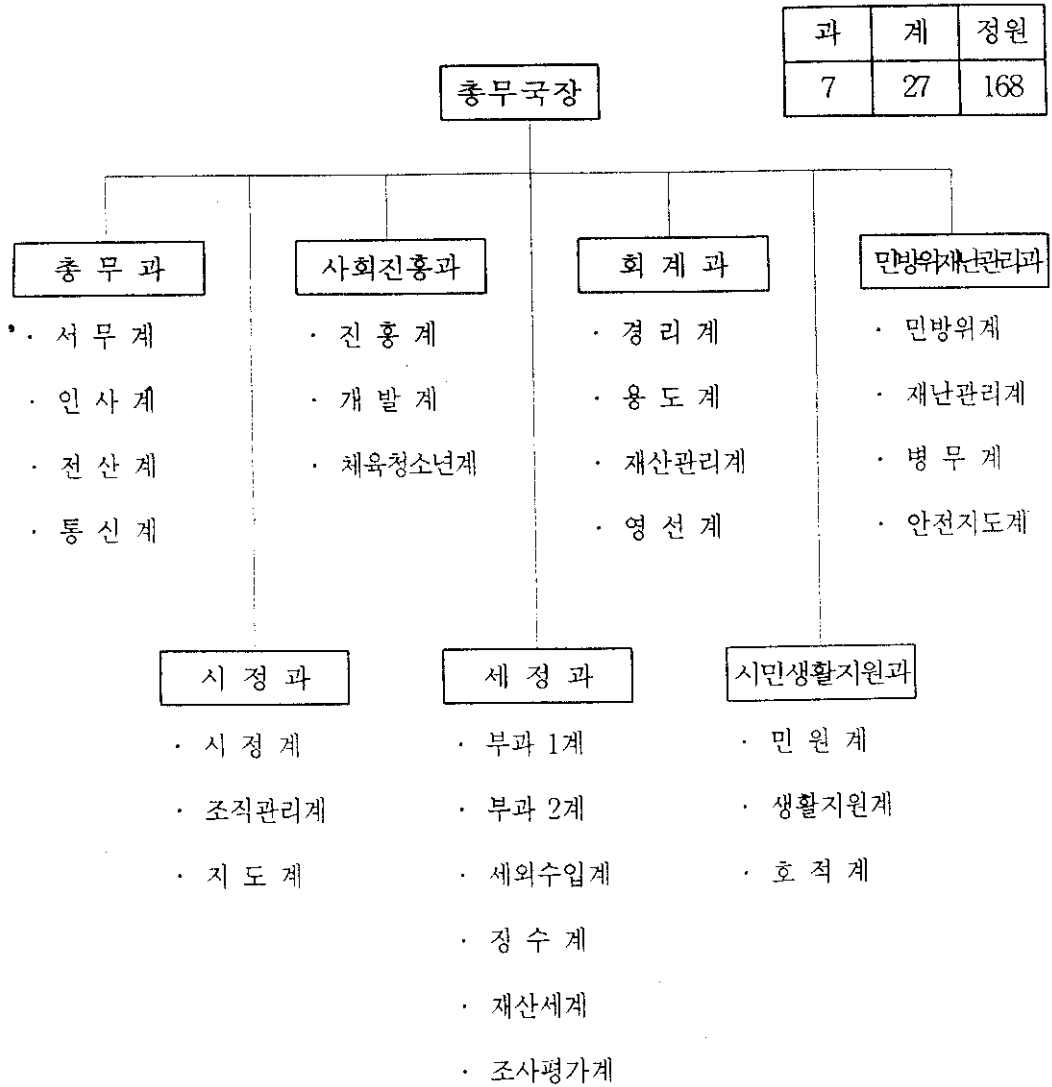 과 계 정원
7 27 168
총무국장
총 무 과
· 서 무 계
· 인 사 계
· 전 산 계
· 통 신 계
사회진흥과
· 진 흥 계
· 개 발 계
· 체육청소년계
회 계 과
· 경 리 계
· 용 도 계
· 재산관리계
· 영 선 계
민방위재난관리과
· 민방위계
· 재난관리계
· 병 무 계
· 안전지도계
시 정 과
· 시 정 계
· 조직관리계
· 지 도 계
세 정 과
· 부과 1계
· 부과 2계
· 세외수입계
· 징 수 계
· 재산세계
· 조사평가계
시민생활지원과
· 민 원 계
· 생활지원계
· 호 적 계